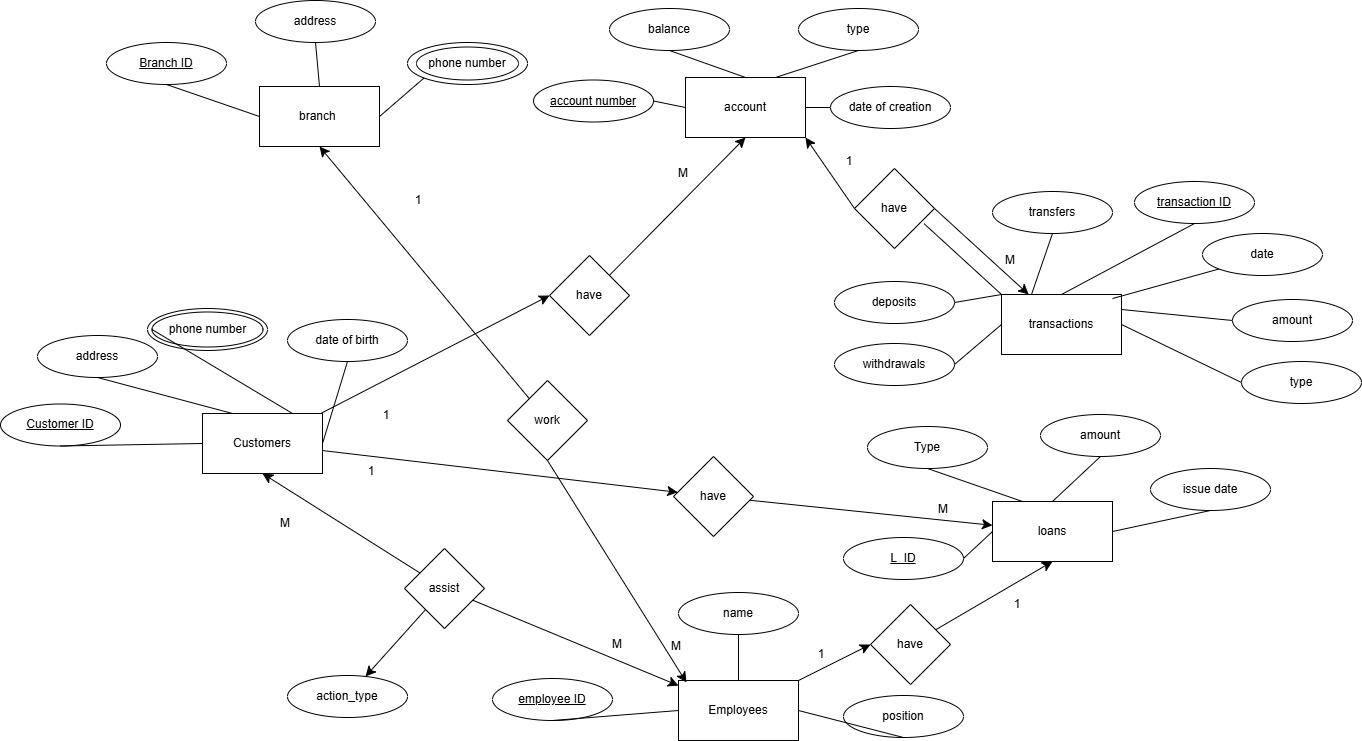 address
balance
type
Branch ID
phone number
account number
account
date of creation
branch
1
M
1
have
transfers
transaction ID
date
M
have
deposits
transactions
amount
phone number
date of birth
address
withdrawals
type
Customer ID
1
work
Customers
1
Type
amount
have
issue date
M
loans
M
L_ID
assist
name
1
M
M
1
have
action_type
employee ID
Employees
position